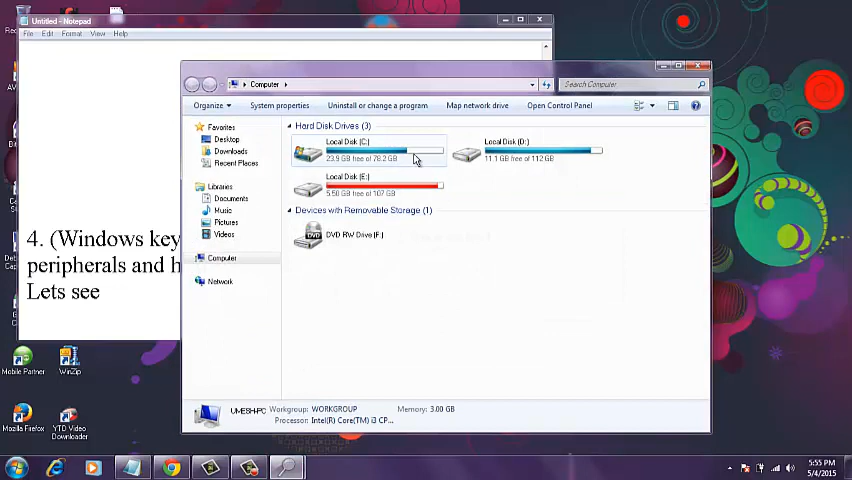 Untitled - Notepad
File Edit Format View Help
4. (Windows key
peripherals and h
Lets see
Computer
Search Computer
Organize
System properties
Uninstall or change a program
Map network drive
Open Control Panel
Favorites
Desktop
Downloads
Recent Places
Libraries
Documents
Music
Pictures
Videos
Computer
Network
Hard Disk Drives (3)
Local Disk (C:)
23.9 GB free of 78.2 GB
Local Disk (D:)
11.1 GB free of 112 GB
Local Disk (E:)
5.50 GB free of 107 GB
Devices with Removable Storage (1)
DVD RW Drive (F:)
DVD
UMESH-PC
Workgroup: WORKGROUP
Memory: 3.00 GB
Processor: Intel(R) Core(TM) i3 CP...
Mobile Partner
WinZip
Mozilla Firefox
YTD Video
Downloader
5:55 PM
5/4/2015